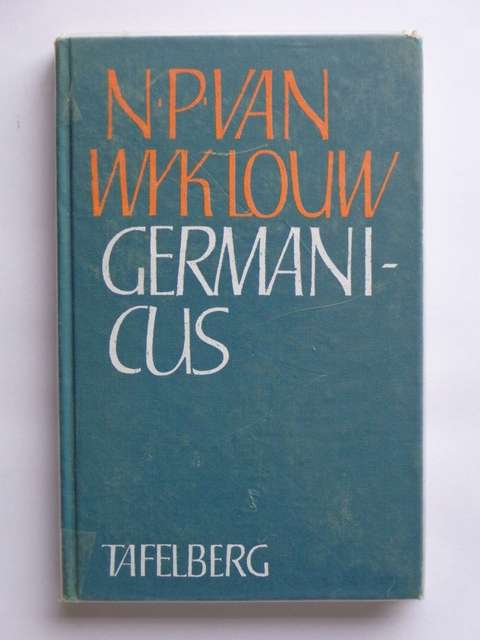 N·P·VAN
WYK LOUW
GERMANI-
CUS
TAFELBERG